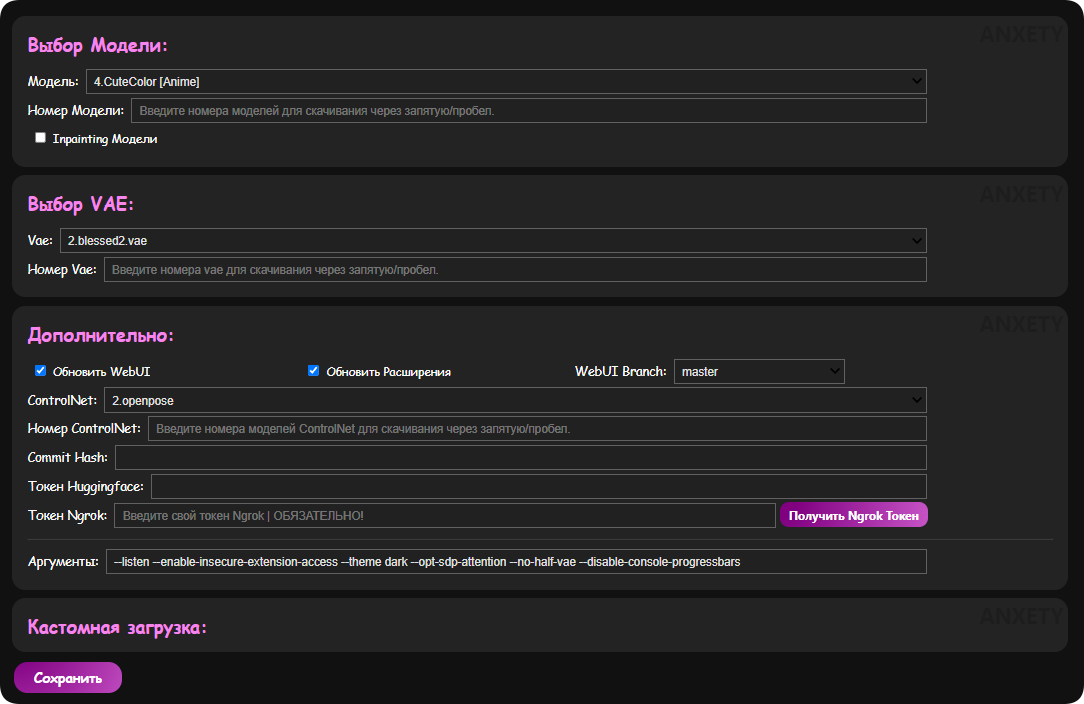 ANXETY
Выбор Модели:
Модель: 4.CuteColor [Anime]
Номер Модели: Введите номера моделей для скачивания через запятую/пробел.
Inpainting Модели
ANXETY
Выбор VAE:
Vae: 2.blessed2.vae
Номер Vae: Введите номера vae для скачивания через запятую/пробел.
ANXETY
Дополнительно:
Обновить WebUI Обновить Расширения WebUI Branch: master
ControlNet: 2.openpose
Номер ControlNet: Введите номера моделей ControlNet для скачивания через запятую/пробел.
Commit Hash:
Токен Huggingface:
Токен Ngrok: Введите свой токен Ngrok | ОБЯЗАТЕЛЬНО! Получить Ngrok Токен
Аргументы: --listen --enable-insecure-extension-access --theme dark --opt-sdp-attention --no-half-vae --disable-console-progressbars
ANXETY
Кастомная загрузка:
Сохранить